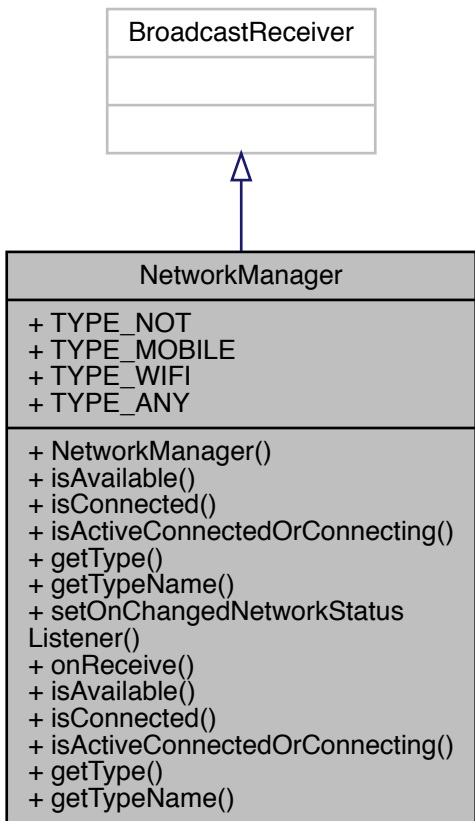 BroadcastReceiver
NetworkManager
+ TYPE_NOT
+ TYPE_MOBILE
+ TYPE_WIFI
+ TYPE_ANY
+ NetworkManager()
+ isAvailable()
+ isConnected()
+ isActiveConnectedOrConnecting()
+ getType()
+ getTypeName()
+ setOnChangedNetworkStatus
Listener()
+ onReceive()
+ isAvailable()
+ isConnected()
+ isActiveConnectedOrConnecting()
+ getType()
+ getTypeName()